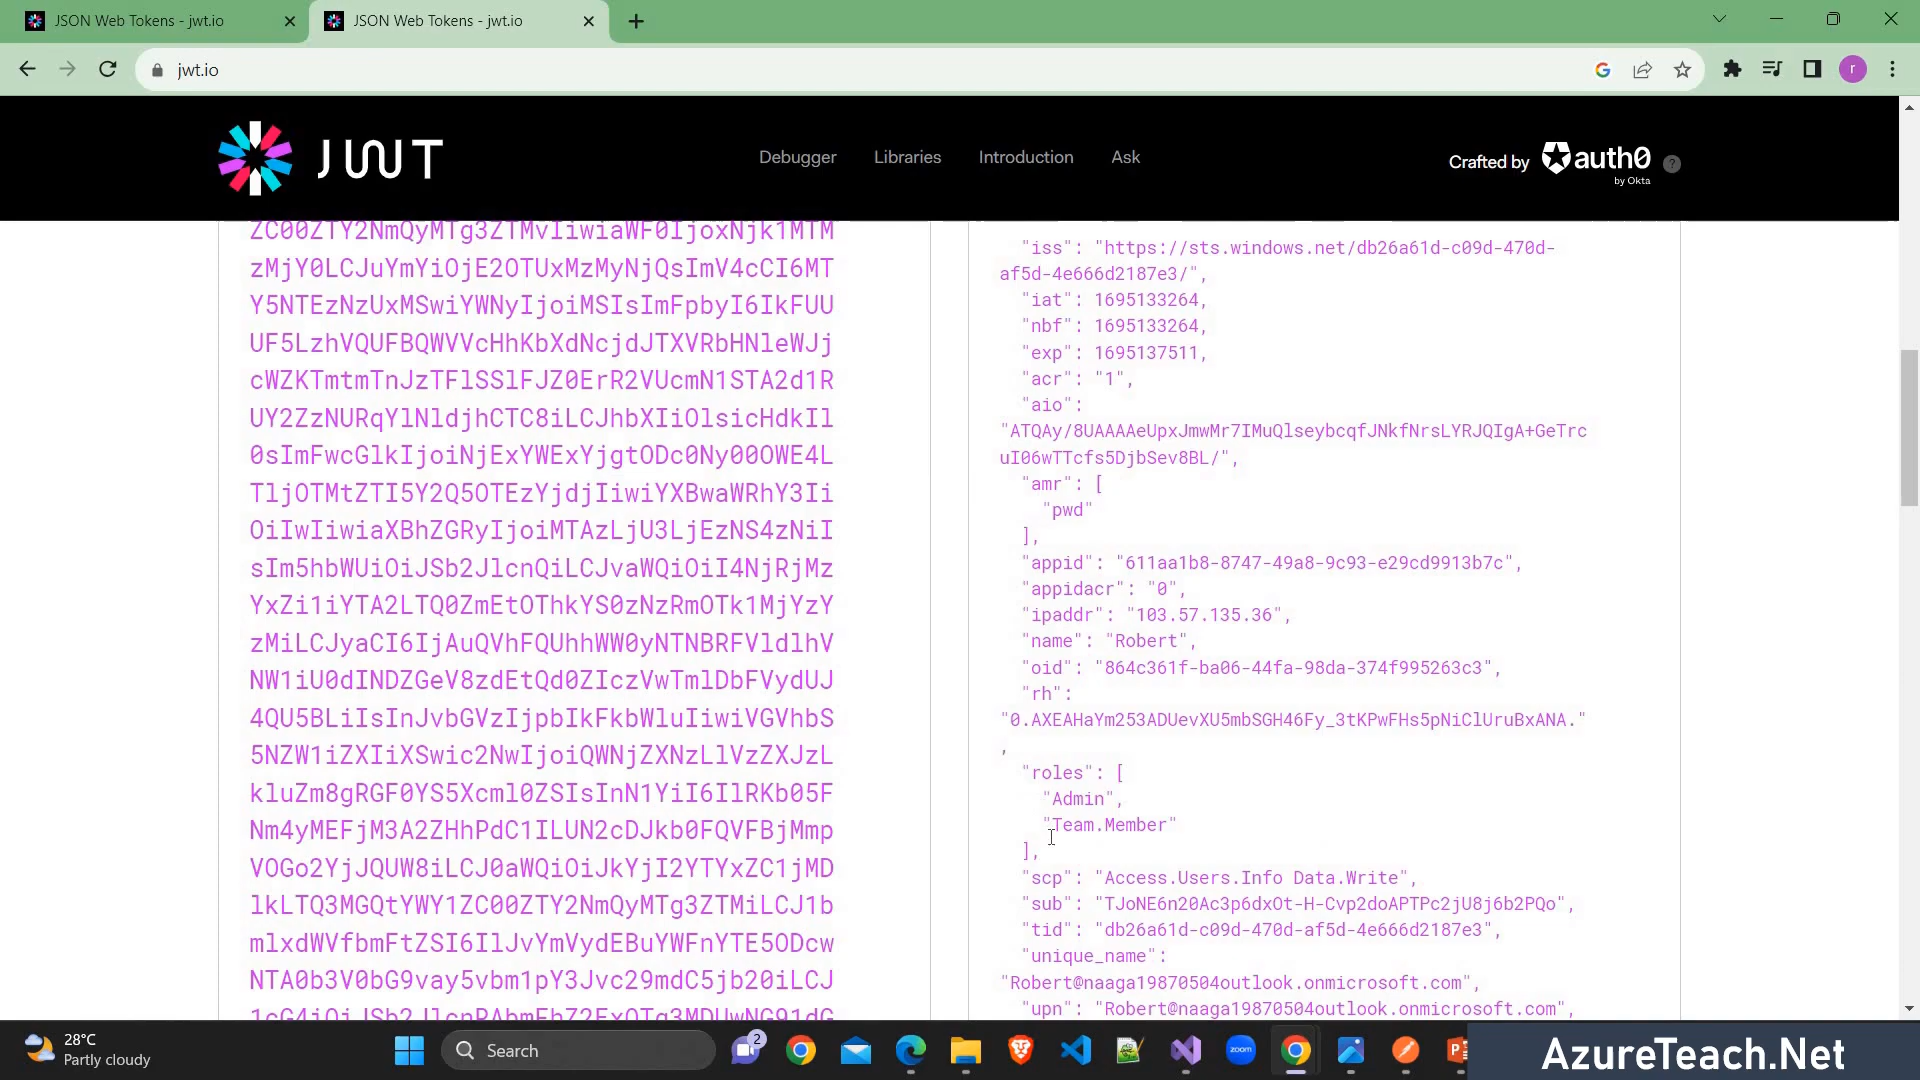 JSON Web Tokens - jwt.io
JSON Web Tokens - jwt.io
jwt.io
r
JWT
Debugger
Libraries
Introduction
Ask
Crafted by
auth0
by Okta
?
ZC00ZTY2NmQyMTg3ZTMvIiwiaWF0IjoxNjk1MTM
zMjY0LCJuYmYiOjE2OTUxMzMyNjQsImV4cCI6MT
Y5NTEzNzUxMSwiYWNyIjoiMSIsImFpbyI6IkFUU
UF5LzhVQUFBQWVVcHhKbXdNcjdJTXVRbHNleWJj
cWZKTmtmTnJzTFlSSlFJZ0ErR2VUcmN1STA2d1R
UY2ZzNURqYlNldjhCTC8iLCJhbXIiOlsicHdkIl
0sImFwcGlkIjoiNjExYWExYjgtODc0Ny00OWE4L
TljOTMtZTI5Y2Q5OTEzYjdjIiwiYXBwaWRhY3Ii
OiIwIiwiaXBhZGRyIjoiMTAzLjU3LjEzNS4zNiI
sIm5hbWUiOiJSb2JlcnQiLCJvaWQiOiI4NjRjMz
YxZi1iYTA2LTQ0ZmEtOThkYS0zNzRmOTk1MjYzY
zMiLCJyaCI6IjAuQVhFQUhhWW0yNTNBRFVldlhV
NW1iU0dINDZGeV8zdEtQd0ZIczVwTmlDbFVydUJ
4QU5BLiIsInJvbGVzIjpbIkFkbWluIiwiVGVhbS
5NZW1iZXIiXSwic2NwIjoiQWNjZXNzLlVzZXJzL
kluZm8gRGF0YS5Xcml0ZSIsInN1YiI6IlRKb05F
Nm4yMEFjM3A2ZHhPdC1ILUN2cDJkb0FQVFBjMmp
VOGo2YjJQUW8iLCJ0aWQiOiJkYjI2YTYxZC1jMD
lkLTQ3MGQtYWY1ZC00ZTY2NmQyMTg3ZTMiLCJ1b
mlxdWVfbmFtZSI6IlJvYmVydEBuYWFnYTE5ODcw
NTA0b3V0bG9vay5vbm1pY3Jvc29mdC5jb20iLCJ
"iss": "https://sts.windows.net/db26a61d-c09d-470d-
af5d-4e666d2187e3/",
"iat": 1695133264,
"nbf": 1695133264,
"exp": 1695137511,
"acr": "1",
"aio":
"ATQAy/8UAAAAeUpxJmwMr7IMuQlseybcqfJNkfNrsLYRJQIgA+GeTrc
uI06wTTcfs5DjbSev8BL/",
"amr": [
"pwd"
],
"appid": "611aa1b8-8747-49a8-9c93-e29cd9913b7c",
"appidacr": "0",
"ipaddr": "103.57.135.36",
"name": "Robert",
"oid": "864c361f-ba06-44fa-98da-374f995263c3",
"rh":
"0.AXEAHaYm253ADUevXU5mbSGH46Fy_3tKPwFHs5pNiClUruBxANA."
,
"roles": [
"Admin",
"Team.Member"
],
"scp": "Access.Users.Info Data.Write",
"sub": "TJoNE6n20Ac3p6dxOt-H-Cvp2doAPTPc2jU8j6b2PQo",
"tid": "db26a61d-c09d-470d-af5d-4e666d2187e3",
"unique_name":
"Robert@naaga19870504outlook.onmicrosoft.com",
"upn": "Robert@naaga19870504outlook.onmicrosoft.com",
28°C
Partly cloudy
Search
2
zoom
AzureTeach.Net